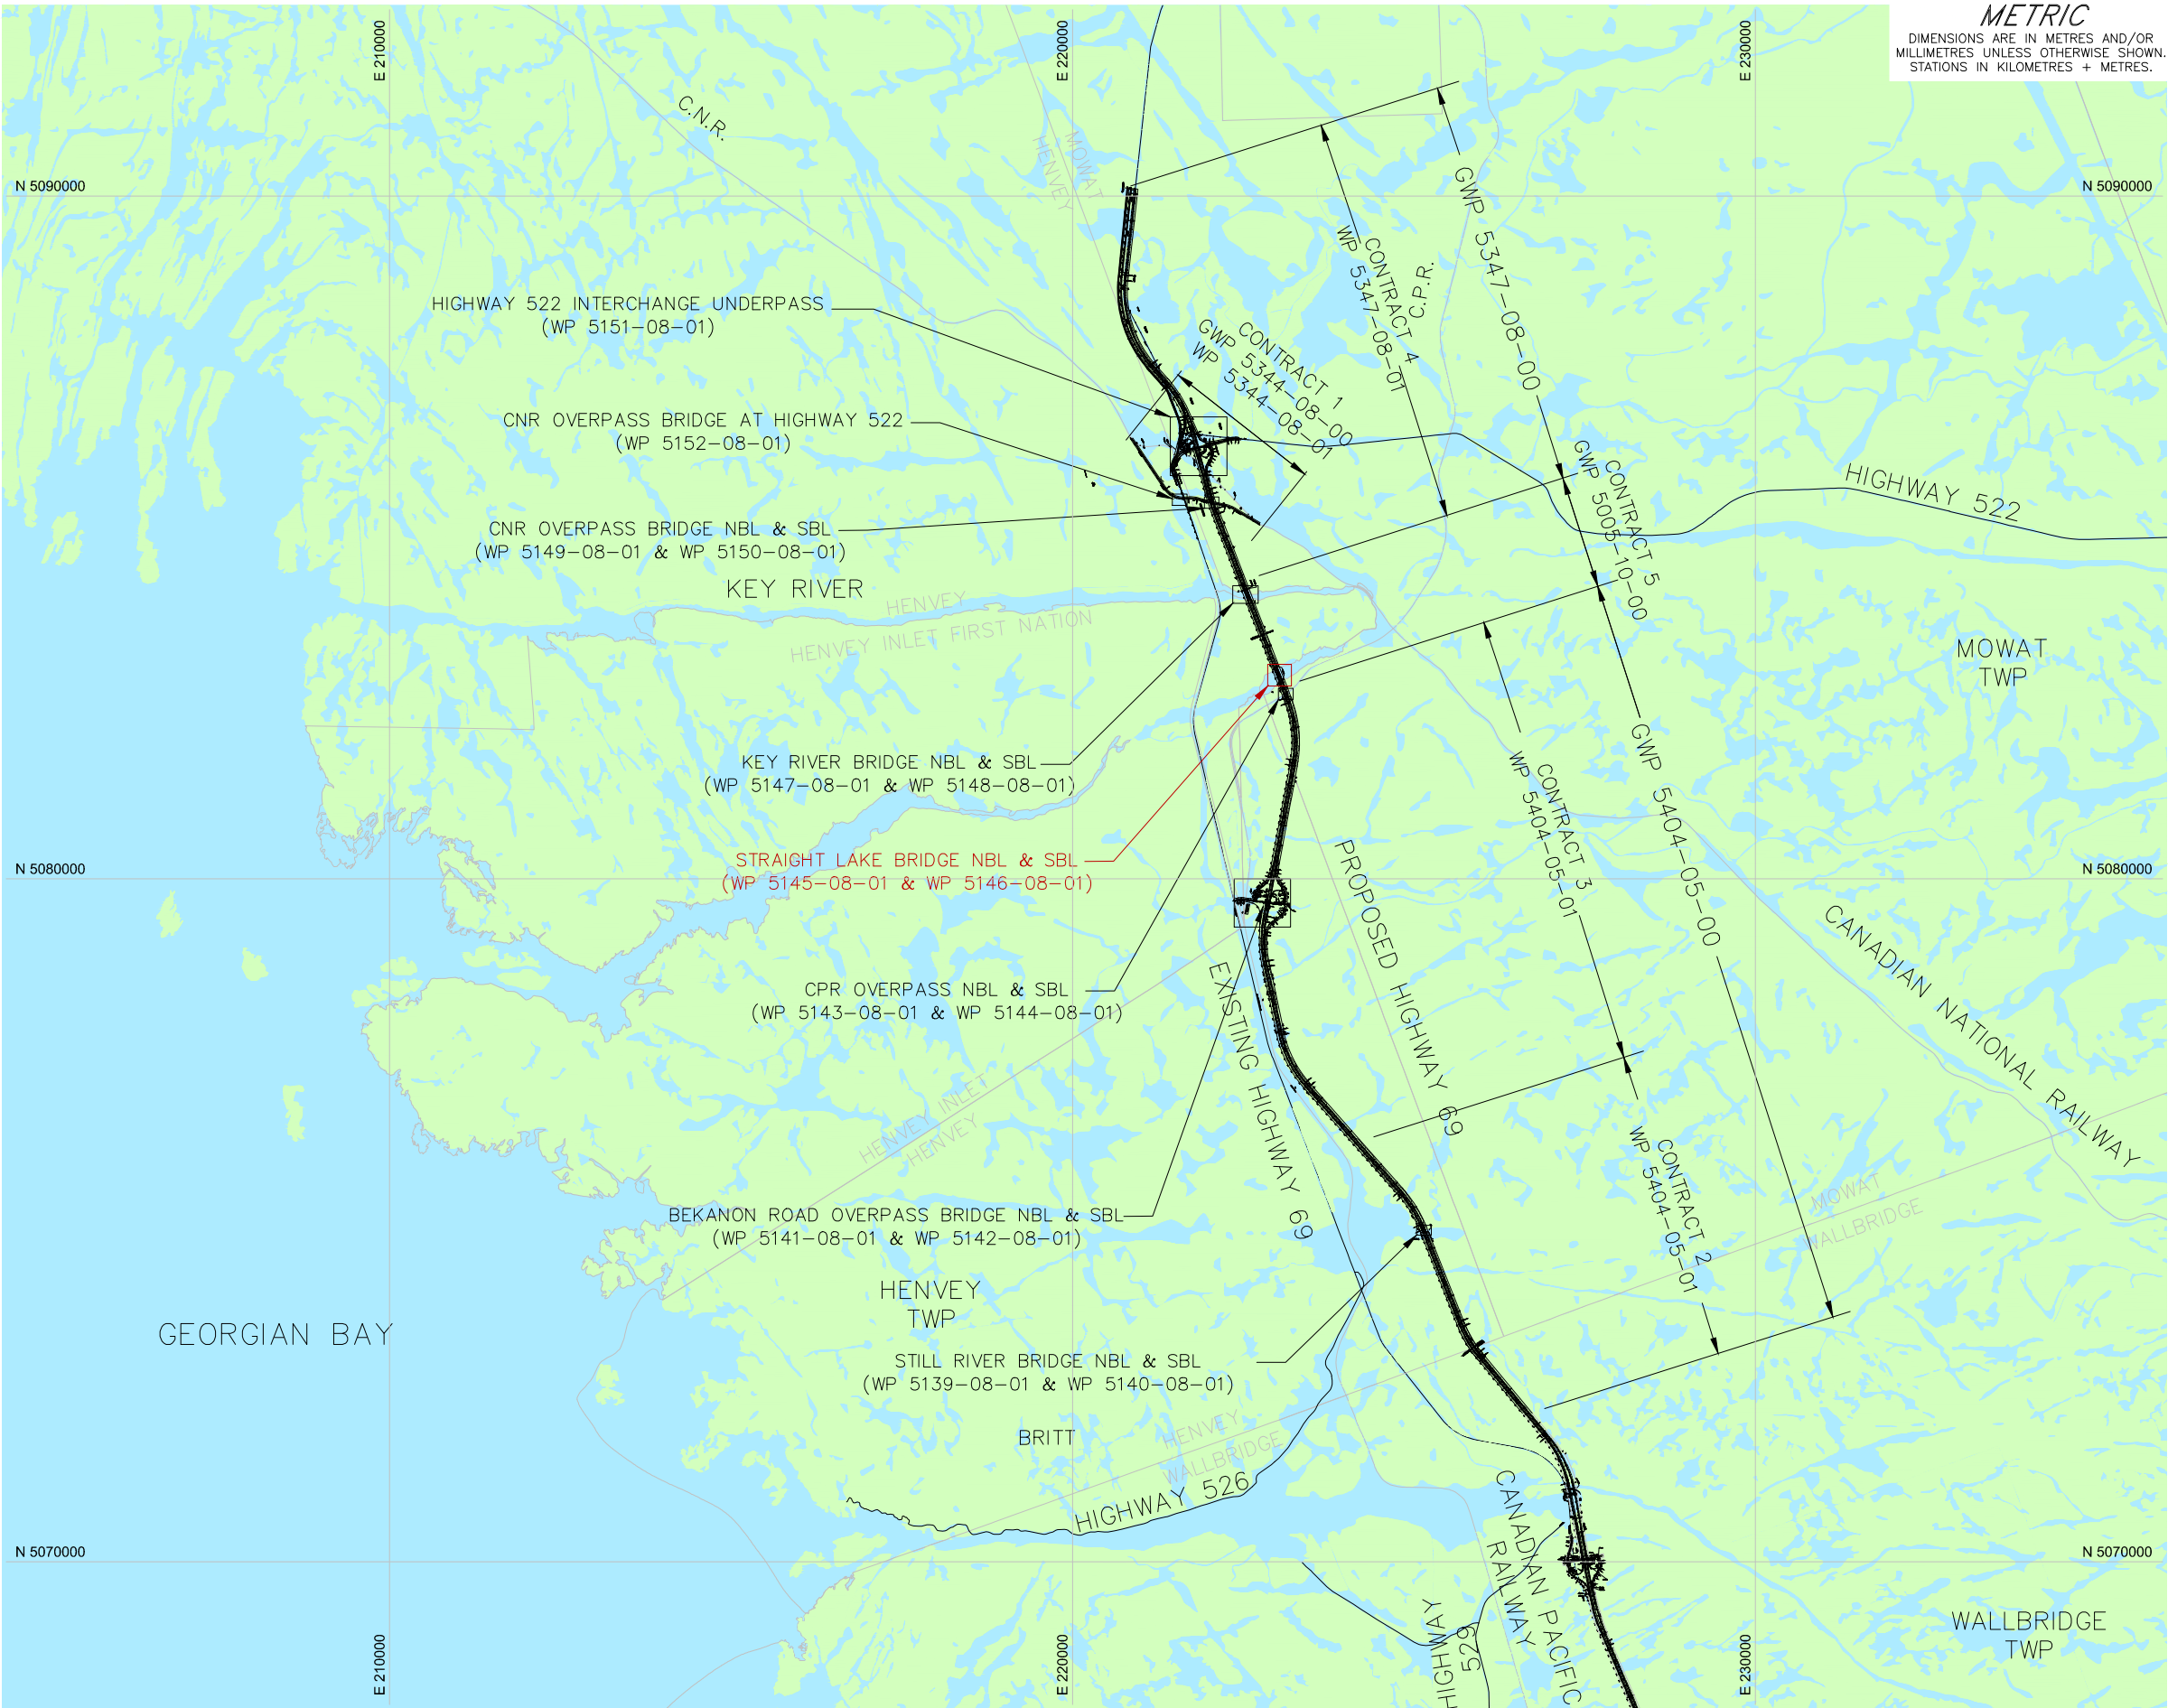 METRIC
DIMENSIONS ARE IN METRES AND/OR
MILLIMETRES UNLESS OTHERWISE SHOWN.
STATIONS IN KILOMETRES + METRES.
E 210000
E 220000
E 230000
C.N.R.
MOWAT
HENVEY
N 5090000
N 5090000
GWP 5347-08-00
CONTRACT 4
WP 5347-08-01
C.P.R.
HIGHWAY 522 INTERCHANGE UNDERPASS
(WP 5151-08-01)
CONTRACT 1
GWP 5344-08-00
WP 5344-08-01
CNR OVERPASS BRIDGE AT HIGHWAY 522
(WP 5152-08-01)
CONTRACT 5
GWP 5005-10-00
HIGHWAY 522
CNR OVERPASS BRIDGE NBL & SBL
(WP 5149-08-01 & WP 5150-08-01)
KEY RIVER
HENVEY
HENVEY INLET FIRST NATION
MOWAT
TWP
KEY RIVER BRIDGE NBL & SBL
(WP 5147-08-01 & WP 5148-08-01)
GWP 5404-05-00
CONTRACT 3
WP 5404-05-01
STRAIGHT LAKE BRIDGE NBL & SBL
(WP 5145-08-01 & WP 5146-08-01)
N 5080000
N 5080000
PROPOSED HIGHWAY 69
CANADIAN NATIONAL RAILWAY
CPR OVERPASS NBL & SBL
(WP 5143-08-01 & WP 5144-08-01)
EXISTING HIGHWAY 69
HENVEY INLET
HENVEY
CONTRACT 2
WP 5404-05-01
MOWAT
WALLBRIDGE
BEKANON ROAD OVERPASS BRIDGE NBL & SBL
(WP 5141-08-01 & WP 5142-08-01)
HENVEY
TWP
GEORGIAN BAY
STILL RIVER BRIDGE NBL & SBL
(WP 5139-08-01 & WP 5140-08-01)
BRITT
HENVEY
WALLBRIDGE
HIGHWAY 526
CANADIAN PACIFIC
RAILWAY
N 5070000
N 5070000
HIGHWAY
529
WALLBRIDGE
TWP
E 210000
E 220000
E 230000